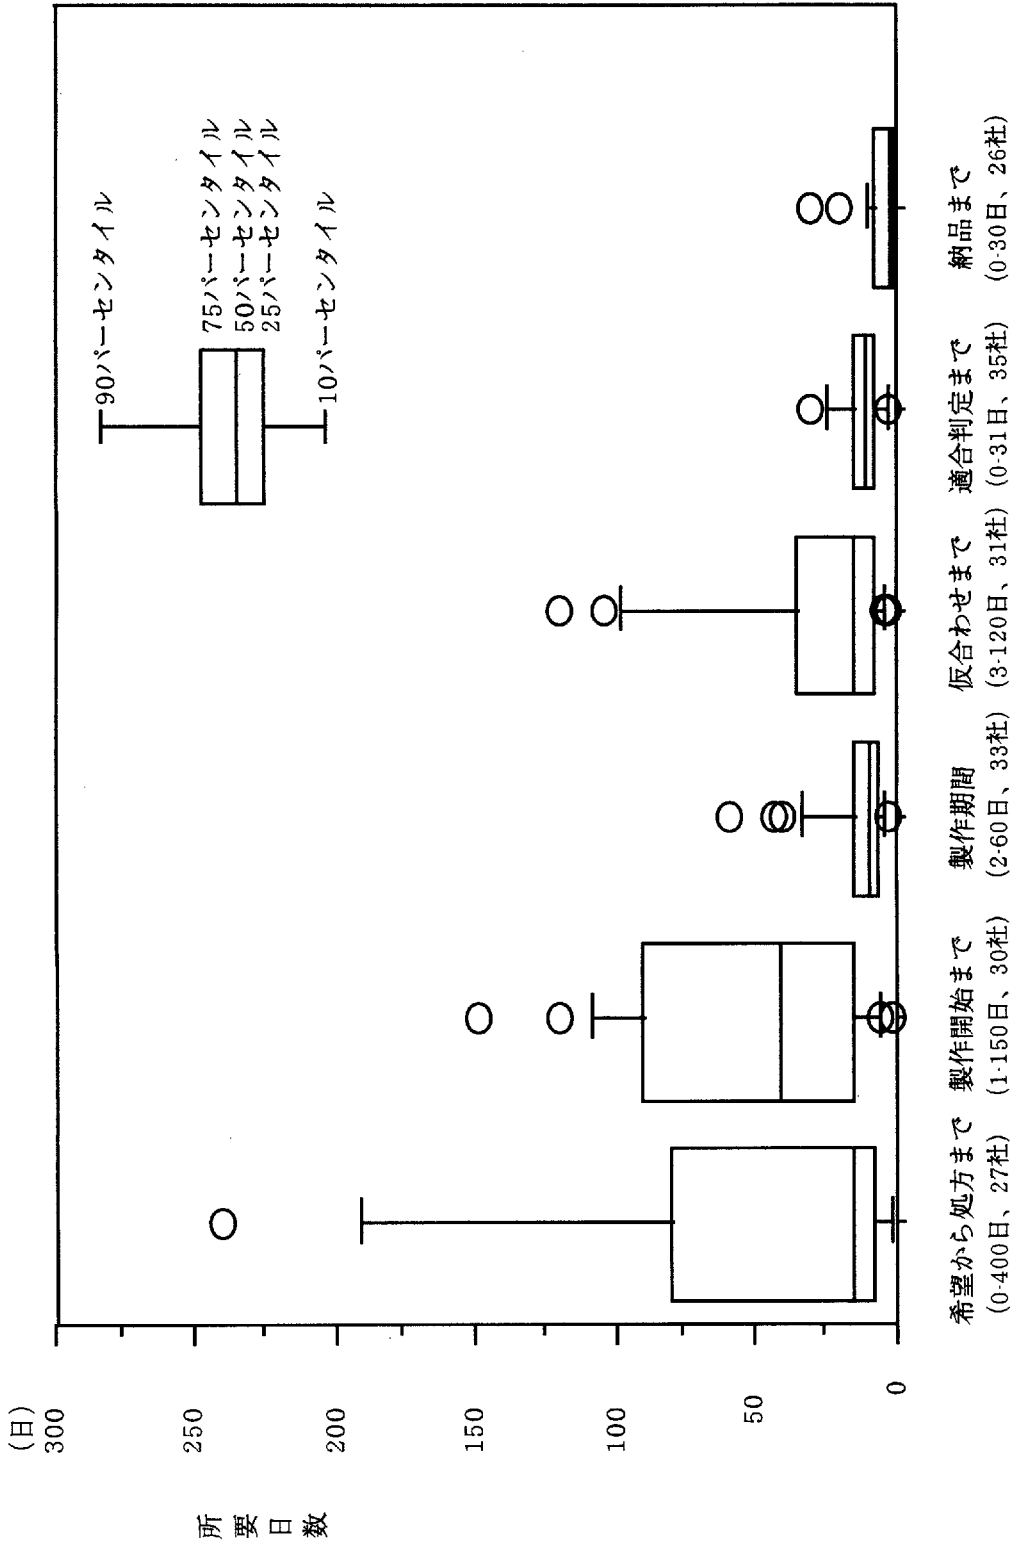 (日)
300
250
200
150
100
50
0
所要日数
90パーセンタイル
75パーセンタイル
50パーセンタイル
25パーセンタイル
10パーセンタイル
希望から処方まで
(0-400日、27社)
製作開始まで
(1-150日、30社)
製作期間
(2-60日、33社)
仮合わせまで
(3-120日、31社)
適合判定まで
(0-31日、35社)
納品まで
(0-30日、26社)